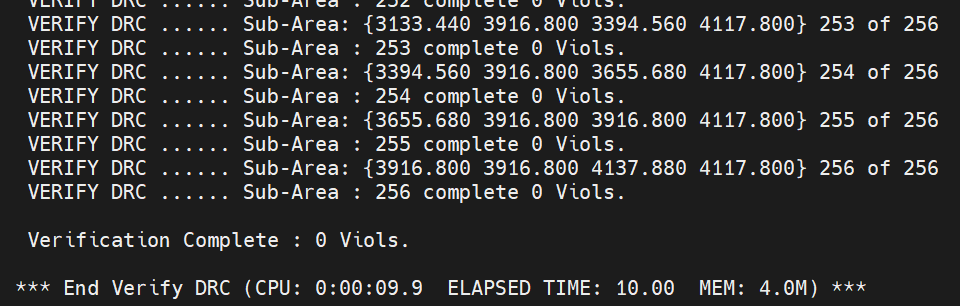 VERIFY DRC ...... Sub-Area : 252 complete 0 Viols.
VERIFY DRC ...... Sub-Area: {3133.440 3916.800 3394.560 4117.800} 253 of 256
VERIFY DRC ...... Sub-Area : 253 complete 0 Viols.
VERIFY DRC ...... Sub-Area: {3394.560 3916.800 3655.680 4117.800} 254 of 256
VERIFY DRC ...... Sub-Area : 254 complete 0 Viols.
VERIFY DRC ...... Sub-Area: {3655.680 3916.800 3916.800 4117.800} 255 of 256
VERIFY DRC ...... Sub-Area : 255 complete 0 Viols.
VERIFY DRC ...... Sub-Area: {3916.800 3916.800 4137.880 4117.800} 256 of 256
VERIFY DRC ...... Sub-Area : 256 complete 0 Viols.
Verification Complete : 0 Viols.
*** End Verify DRC (CPU: 0:00:09.9  ELAPSED TIME: 10.00  MEM: 4.0M) ***